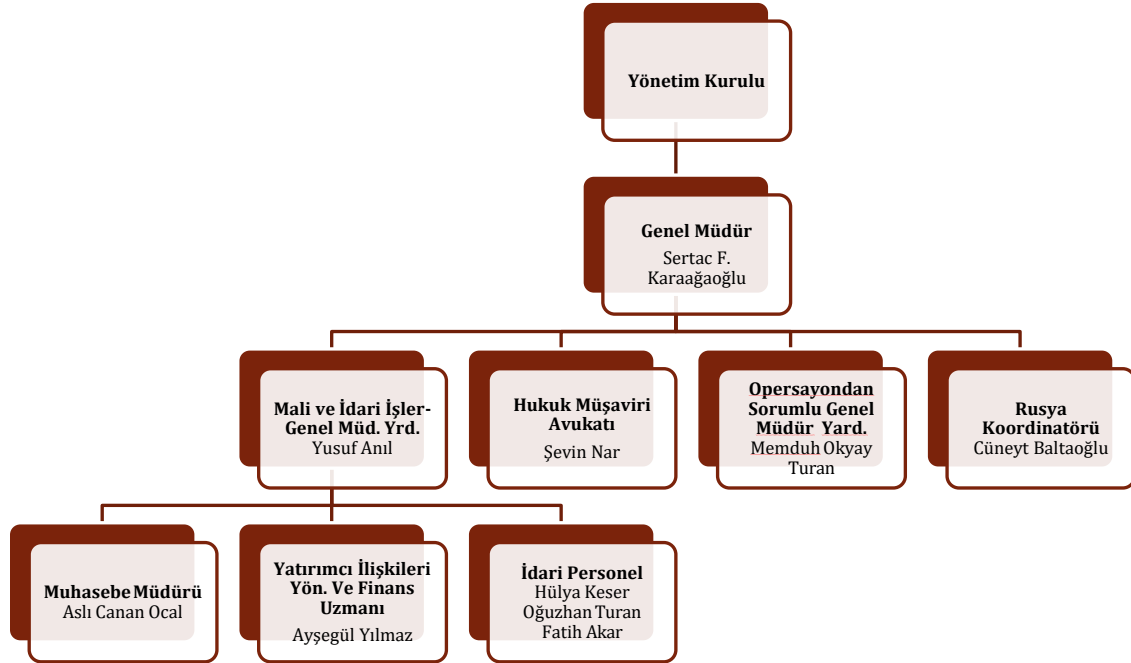 Yönetim Kurulu
Genel Müdür
Sertac F.
Karaağaoğlu
Mali ve İdari İşler-
Genel Müd. Yrd.
Yusuf Anıl
Hukuk Müşaviri
Avukatı
Şevin Nar
Opersayondan
Sorumlu Genel
Müdür Yard.
Memduh Okyay
Turan
Rusya
Koordinatörü
Cüneyt Baltaoğlu
Muhasebe Müdürü
Aslı Canan Ocal
Yatırımcı İlişkileri
Yön. Ve Finans
Uzmanı
Ayşegül Yılmaz
İdari Personel
Hülya Keser
Oğuzhan Turan
Fatih Akar